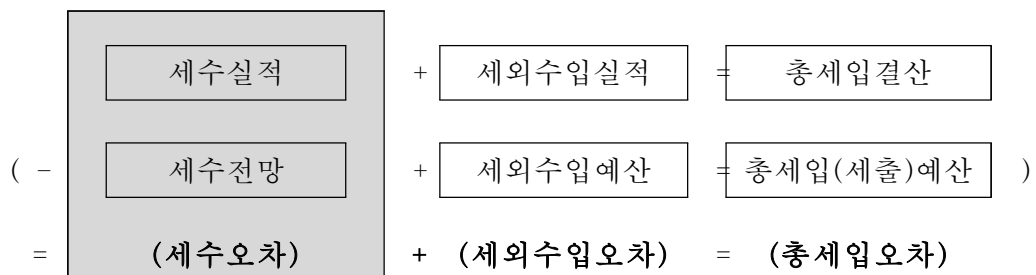 세수실적 + 세외수입실적 = 총세입결산
( - 세수전망 + 세외수입예산 = 총세입(세출)예산 )
= (세수오차) + (세외수입오차) = (총세입오차)